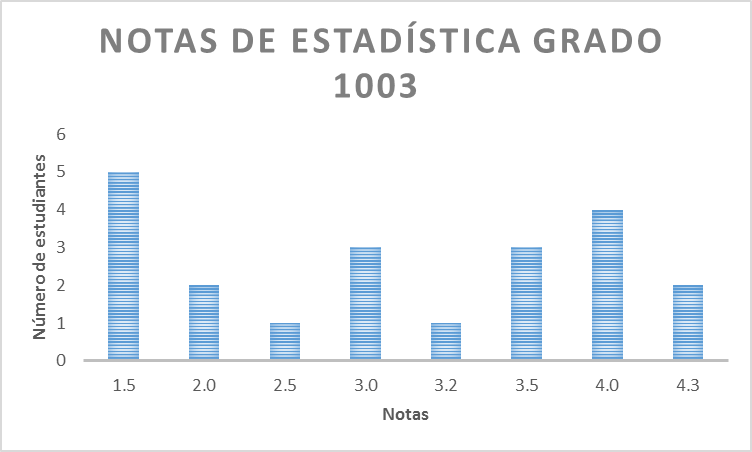 NOTAS DE ESTADÍSTICA GRADO
1003
Número de estudiantes
6
5
4
3
2
1
0
1.5 2.0 2.5 3.0 3.2 3.5 4.0 4.3
Notas